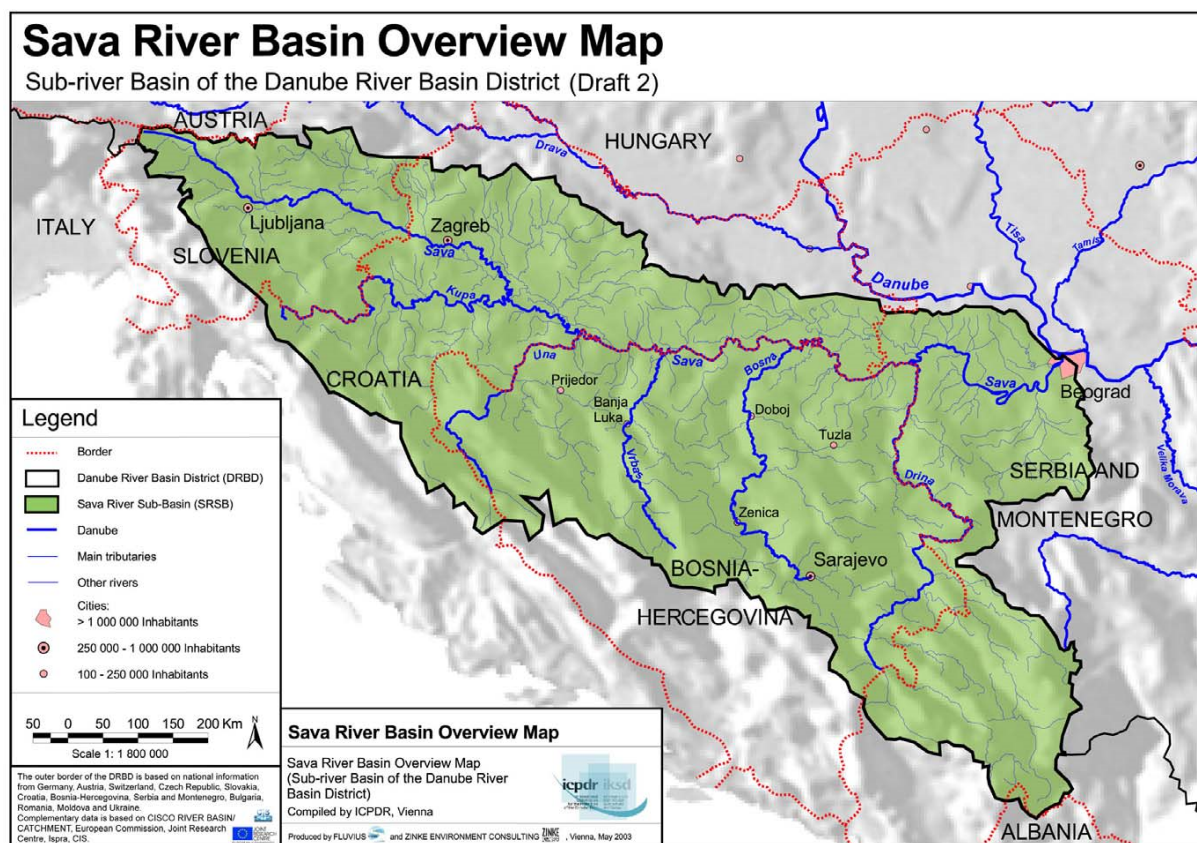 Sava River Basin Overview Map
Sub-river Basin of the Danube River Basin District (Draft 2)
AUSTRIA
HUNGARY
Drava
ITALY
Ljubljana
Zagreb
SLOVENIA
Sava
Kupa
Tisa
Tamis
Danube
CROATIA
Una
Sava
Bosna
Sava
Beograd
Prijedor
Banja
Luka
Doboj
Tuzla
Vrbas
Drina
Velika Morava
SERBIA AND
MONTENEGRO
Zenica
Sarajevo
BOSNIA-
HERCEGOVINA
ALBANIA
Legend
Border
Danube River Basin District (DRBD)
Sava River Sub-Basin (SRSB)
Danube
Main tributaries
Other rivers
Cities:
> 1 000 000 Inhabitants
250 000 - 1 000 000 Inhabitants
100 - 250 000 Inhabitants
50 0 50 100 150 200 Km
N
Scale 1: 1 800 000
The outer border of the DRBD is based on national information
from Germany, Austria, Switzerland, Czech Republic, Slovakia,
Croatia, Bosnia-Hercegovina, Serbia and Montenegro, Bulgaria,
Romania, Moldova and Ukraine.
Complementary data is based on CISCO RIVER BASIN/
CATCHMENT, European Commission, Joint Research
Centre, Ispra, CIS.
JOINT
RESEARCH
CENTRE
Sava River Basin Overview Map
Sava River Basin Overview Map
(Sub-river Basin of the Danube River
Basin District)
Compiled by ICPDR, Vienna
icpdr iksd
Produced by FLUVIUS and ZINKE ENVIRONMENT CONSULTING ZINKE , Vienna, May 2003